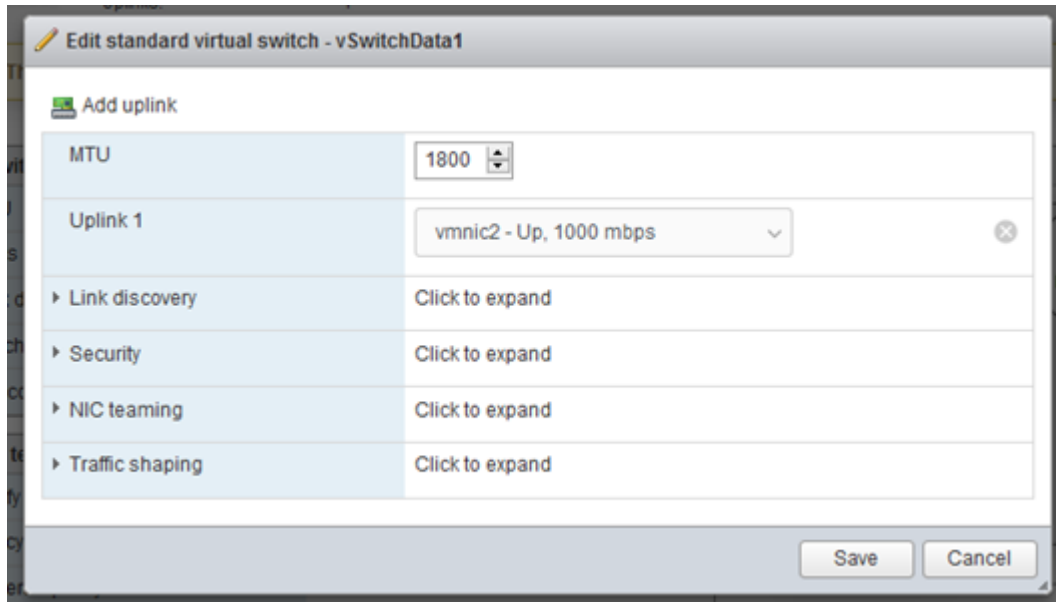 Edit standard virtual switch - vSwitchData1
Add uplink
MTU 1800
Uplink 1 vmnic2 - Up, 1000 mbps
Link discovery Click to expand
Security Click to expand
NIC teaming Click to expand
Traffic shaping Click to expand
Save Cancel